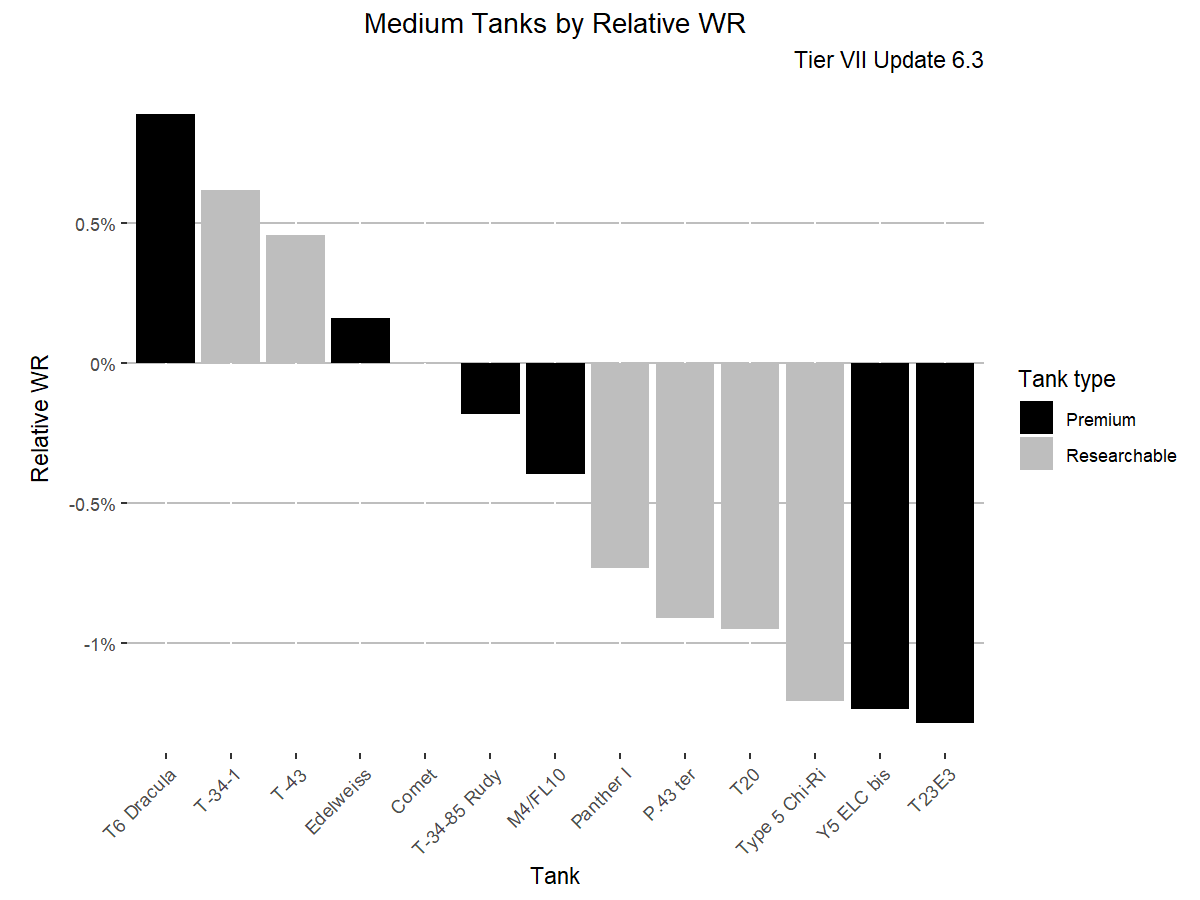 Medium Tanks by Relative WR
Tier VII Update 6.3
0.5%
0%
-0.5%
-1%
Relative WR
T6 Dracula
T-34-1
T-43
Edelweiss
Comet
T-34-85 Rudy
M4/FL10
Panther I
P.43 ter
T20
Type 5 Chi-Ri
Y5 ELC bis
T23E3
Tank
Tank type
Premium
Researchable